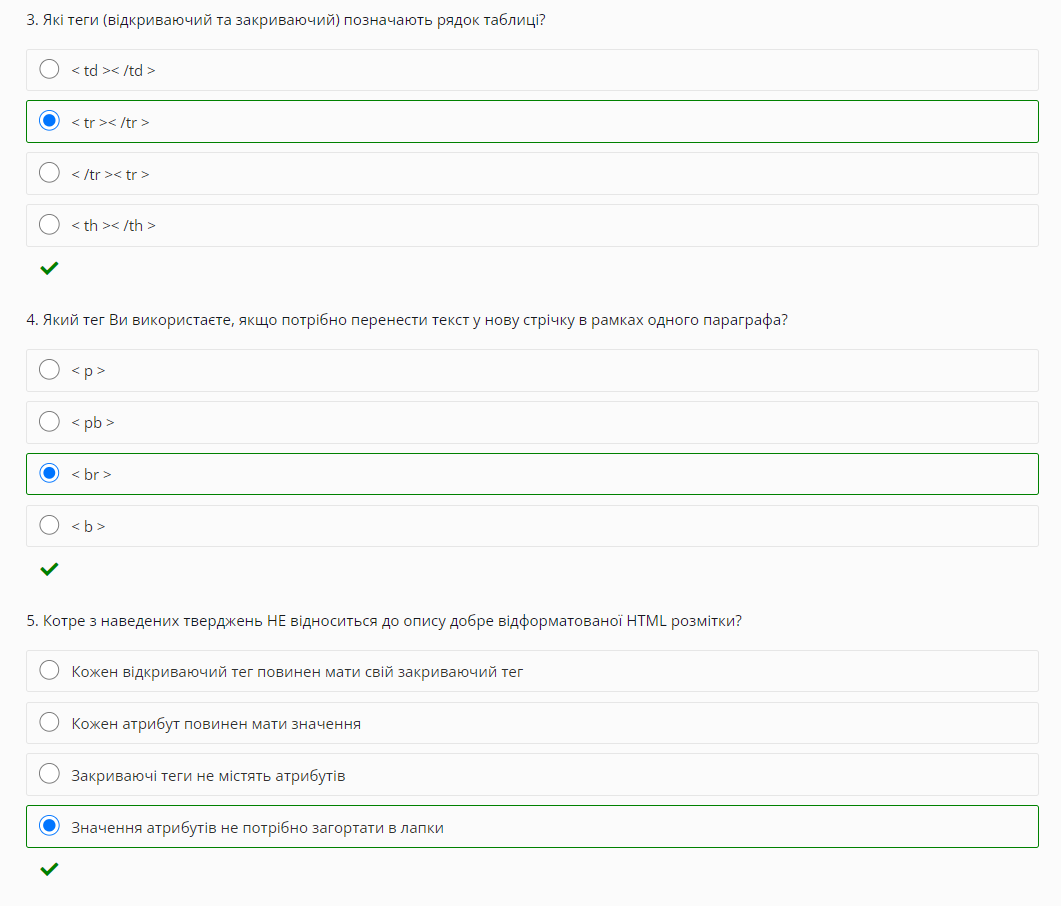 3. Які теги (відкриваючий та закриваючий) позначають рядок таблиці?
< td >< /td >
< tr >< /tr >
< /tr >< tr >
< th >< /th >
4. Який тег Ви використаєте, якщо потрібно перенести текст у нову стрічку в рамках одного параграфа?
< p >
< pb >
< br >
< b >
5. Котре з наведених тверджень НЕ відноситься до опису добре відформатованої HTML розмітки?
Кожен відкриваючий тег повинен мати свій закриваючий тег
Кожен атрибут повинен мати значення
Закриваючі теги не містять атрибутів
Значення атрибутів не потрібно загортати в лапки